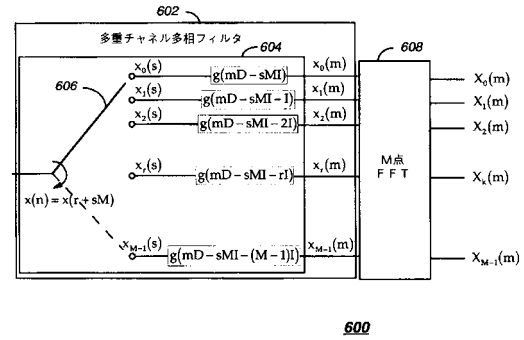 602
多重チャネル多相フィルタ
604
608
606
x₀(s) g(mD−sMI) x₀(m) X₀(m)
x₁(s) g(mD−sMI−I) x₁(m) X₁(m)
x₂(s) g(mD−sMI−2I) x₂(m) X₂(m)
M点
FFT
xᵣ(s) g(mD−sMI−rI) xᵣ(m) Xₖ(m)
x(n) = x(r+sM)
x_{M−1}(s) g(mD−sMI−(M−1)I) x_{M−1}(m) X_{M−1}(m)
600